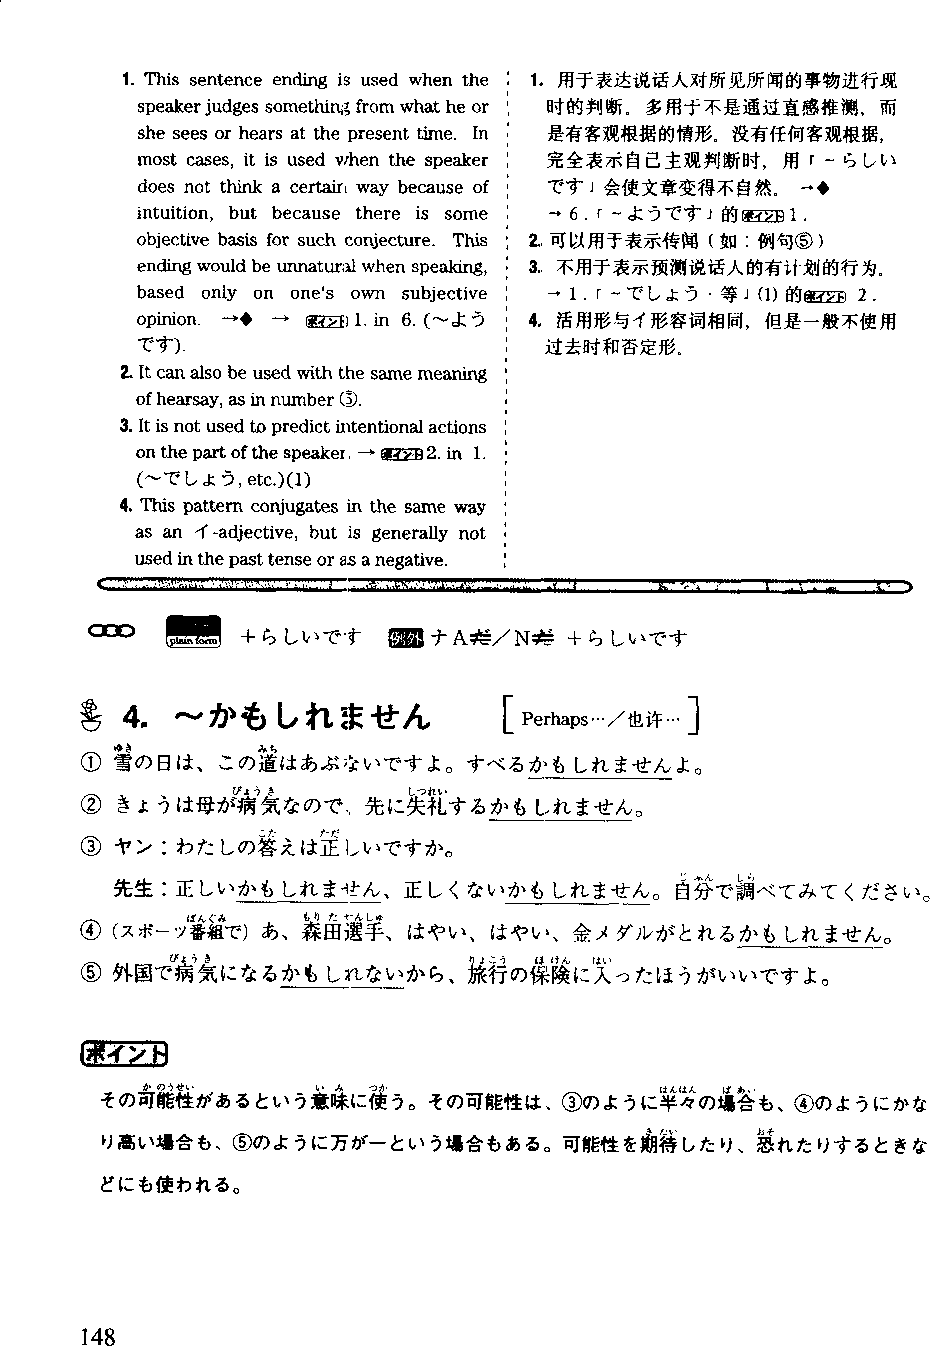 1. This sentence ending is used when the
speaker judges something from what he or
she sees or hears at the present time. In
most cases, it is used when the speaker
does not think a certain way because of
intuition, but because there is some
objective basis for such conjecture. This
ending would be unnatural when speaking,
based only on one's own subjective
opinion. →◆ → ポイント 1. in 6. (～よう
です).
2. It can also be used with the same meaning
of hearsay, as in number ⑤.
3. It is not used to predict intentional actions
on the part of the speaker. → ポイント 2. in 1.
(～でしょう, etc.)(1)
4. This pattern conjugates in the same way
as an イ-adjective, but is generally not
used in the past tense or as a negative.
1. 用于表达说话人对所见所闻的事物进行现
时的判断。多用于不是通过直感推测，而
是有客观根据的情形。没有任何客观根据，
完全表示自己主观判断时，用「～らしい
です」会使文章变得不自然。→◆
→ 6.「～ようです」的ポイント1.
2. 可以用于表示传闻（如：例句⑤）
3. 不用于表示预测说话人的有计划的行为。
→ 1.「～でしょう・等」(1) 的ポイント 2.
4. 活用形与イ形容词相同，但是一般不使用
过去时和否定形。
plain form ＋らしいです 例外 ナAだ／Nだ ＋らしいです
4. ～かもしれません [Perhaps…／也许…]
① 雪の日は、この道はあぶないですよ。すべるかもしれませんよ。
② きょうは母が病気なので、先に失礼するかもしれません。
③ ヤン：わたしの答えは正しいですか。
先生：正しいかもしれません、正しくないかもしれません。自分で調べてみてください。
④ (スポーツ番組で) あ、森田選手、はやい、はやい、金メダルがとれるかもしれません。
⑤ 外国で病気になるかもしれないから、旅行の保険に入ったほうがいいですよ。
ポイント
その可能性があるという意味に使う。その可能性は、③のように半々の場合も、④のようにかな
り高い場合も、⑤のように万が一という場合もある。可能性を期待したり、恐れたりするときな
どにも使われる。
148